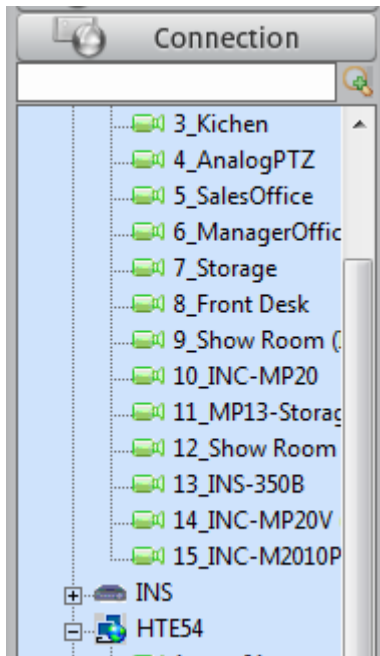 Connection
3_Kichen
4_AnalogPTZ
5_SalesOffice
6_ManagerOffic
7_Storage
8_Front Desk
9_Show Room (
10_INC-MP20
11_MP13-Storag
12_Show Room
13_INS-350B
14_INC-MP20V
15_INC-M2010P
INS
HTE54